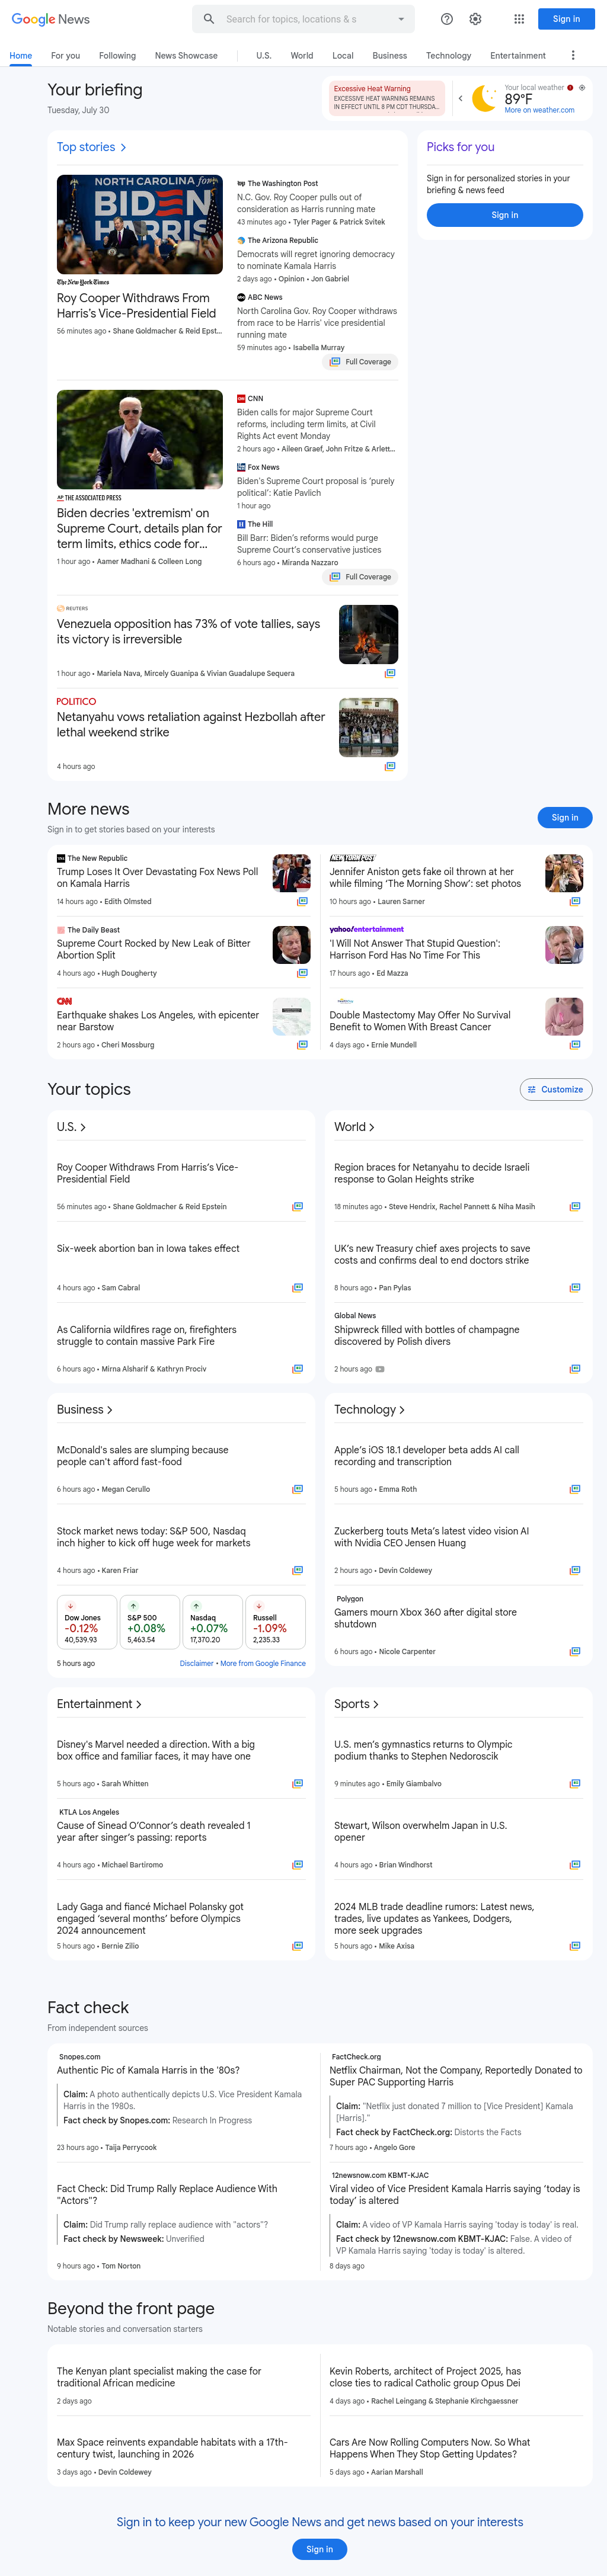 Google News
Search for topics, locations & s
Sign in
Home
For you
Following
News Showcase
U.S.
World
Local
Business
Technology
Entertainment
Your briefing
Tuesday, July 30
Excessive Heat Warning
EXCESSIVE HEAT WARNING REMAINS
IN EFFECT UNTIL 8 PM CDT THURSDA...
Your local weather
89°F
More on weather.com
Top stories
NORTH CAROLINA for
BIDEN
HARRIS
The New York Times
Roy Cooper Withdraws From
Harris's Vice-Presidential Field
56 minutes ago • Shane Goldmacher & Reid Epst...
The Washington Post
N.C. Gov. Roy Cooper pulls out of
consideration as Harris running mate
43 minutes ago • Tyler Pager & Patrick Svitek
The Arizona Republic
Democrats will regret ignoring democracy
to nominate Kamala Harris
2 days ago • Opinion • Jon Gabriel
ABC News
North Carolina Gov. Roy Cooper withdraws
from race to be Harris' vice presidential
running mate
59 minutes ago • Isabella Murray
Full Coverage
AP THE ASSOCIATED PRESS
Biden decries 'extremism' on
Supreme Court, details plan for
term limits, ethics code for...
1 hour ago • Aamer Madhani & Colleen Long
CNN
Biden calls for major Supreme Court
reforms, including term limits, at Civil
Rights Act event Monday
2 hours ago • Aileen Graef, John Fritze & Arlett...
Fox News
Biden's Supreme Court proposal is 'purely
political': Katie Pavlich
1 hour ago
The Hill
Bill Barr: Biden's reforms would purge
Supreme Court's conservative justices
6 hours ago • Miranda Nazzaro
Full Coverage
REUTERS
Venezuela opposition has 73% of vote tallies, says
its victory is irreversible
1 hour ago • Mariela Nava, Mircely Guanipa & Vivian Guadalupe Sequera
POLITICO
Netanyahu vows retaliation against Hezbollah after
lethal weekend strike
4 hours ago
Picks for you
Sign in for personalized stories in your
briefing & news feed
Sign in
More news
Sign in to get stories based on your interests
Sign in
The New Republic
Trump Loses It Over Devastating Fox News Poll
on Kamala Harris
14 hours ago • Edith Olmsted
The Daily Beast
Supreme Court Rocked by New Leak of Bitter
Abortion Split
4 hours ago • Hugh Dougherty
CNN
Earthquake shakes Los Angeles, with epicenter
near Barstow
2 hours ago • Cheri Mossburg
NEW YORK POST
Jennifer Aniston gets fake oil thrown at her
while filming 'The Morning Show': set photos
10 hours ago • Lauren Sarner
yahoo!entertainment
'I Will Not Answer That Stupid Question':
Harrison Ford Has No Time For This
17 hours ago • Ed Mazza
Double Mastectomy May Offer No Survival
Benefit to Women With Breast Cancer
4 days ago • Ernie Mundell
Your topics
Customize
U.S.
Roy Cooper Withdraws From Harris's Vice-
Presidential Field
56 minutes ago • Shane Goldmacher & Reid Epstein
Six-week abortion ban in Iowa takes effect
4 hours ago • Sam Cabral
As California wildfires rage on, firefighters
struggle to contain massive Park Fire
6 hours ago • Mirna Alsharif & Kathryn Prociv
World
Region braces for Netanyahu to decide Israeli
response to Golan Heights strike
18 minutes ago • Steve Hendrix, Rachel Pannett & Niha Masih
UK's new Treasury chief axes projects to save
costs and confirms deal to end doctors strike
8 hours ago • Pan Pylas
Global News
Shipwreck filled with bottles of champagne
discovered by Polish divers
2 hours ago
Business
McDonald's sales are slumping because
people can't afford fast-food
6 hours ago • Megan Cerullo
Stock market news today: S&P 500, Nasdaq
inch higher to kick off huge week for markets
4 hours ago • Karen Friar
Dow Jones
-0.12%
40,539.93
S&P 500
+0.08%
5,463.54
Nasdaq
+0.07%
17,370.20
Russell
-1.09%
2,235.33
5 hours ago
Disclaimer • More from Google Finance
Technology
Apple's iOS 18.1 developer beta adds AI call
recording and transcription
5 hours ago • Emma Roth
Zuckerberg touts Meta's latest video vision AI
with Nvidia CEO Jensen Huang
2 hours ago • Devin Coldewey
Polygon
Gamers mourn Xbox 360 after digital store
shutdown
6 hours ago • Nicole Carpenter
Entertainment
Disney's Marvel needed a direction. With a big
box office and familiar faces, it may have one
5 hours ago • Sarah Whitten
KTLA Los Angeles
Cause of Sinead O'Connor's death revealed 1
year after singer's passing: reports
4 hours ago • Michael Bartiromo
Lady Gaga and fiancé Michael Polansky got
engaged 'several months' before Olympics
2024 announcement
5 hours ago • Bernie Zilio
Sports
U.S. men's gymnastics returns to Olympic
podium thanks to Stephen Nedoroscik
9 minutes ago • Emily Giambalvo
Stewart, Wilson overwhelm Japan in U.S.
opener
4 hours ago • Brian Windhorst
2024 MLB trade deadline rumors: Latest news,
trades, live updates as Yankees, Dodgers,
more seek upgrades
5 hours ago • Mike Axisa
Fact check
From independent sources
Snopes.com
Authentic Pic of Kamala Harris in the '80s?
Claim: A photo authentically depicts U.S. Vice President Kamala
Harris in the 1980s.
Fact check by Snopes.com: Research In Progress
23 hours ago • Taija Perrycook
Fact Check: Did Trump Rally Replace Audience With
"Actors"?
Claim: Did Trump rally replace audience with "actors"?
Fact check by Newsweek: Unverified
9 hours ago • Tom Norton
FactCheck.org
Netflix Chairman, Not the Company, Reportedly Donated to
Super PAC Supporting Harris
Claim: "Netflix just donated 7 million to [Vice President] Kamala
[Harris]."
Fact check by FactCheck.org: Distorts the Facts
7 hours ago • Angelo Gore
12newsnow.com KBMT-KJAC
Viral video of Vice President Kamala Harris saying 'today is
today' is altered
Claim: A video of VP Kamala Harris saying 'today is today' is real.
Fact check by 12newsnow.com KBMT-KJAC: False. A video of
VP Kamala Harris saying 'today is today' is altered.
8 days ago
Beyond the front page
Notable stories and conversation starters
The Kenyan plant specialist making the case for
traditional African medicine
2 days ago
Max Space reinvents expandable habitats with a 17th-
century twist, launching in 2026
3 days ago • Devin Coldewey
Kevin Roberts, architect of Project 2025, has
close ties to radical Catholic group Opus Dei
4 days ago • Rachel Leingang & Stephanie Kirchgaessner
Cars Are Now Rolling Computers Now. So What
Happens When They Stop Getting Updates?
5 days ago • Aarian Marshall
Sign in to keep your new Google News and get news based on your interests
Sign in